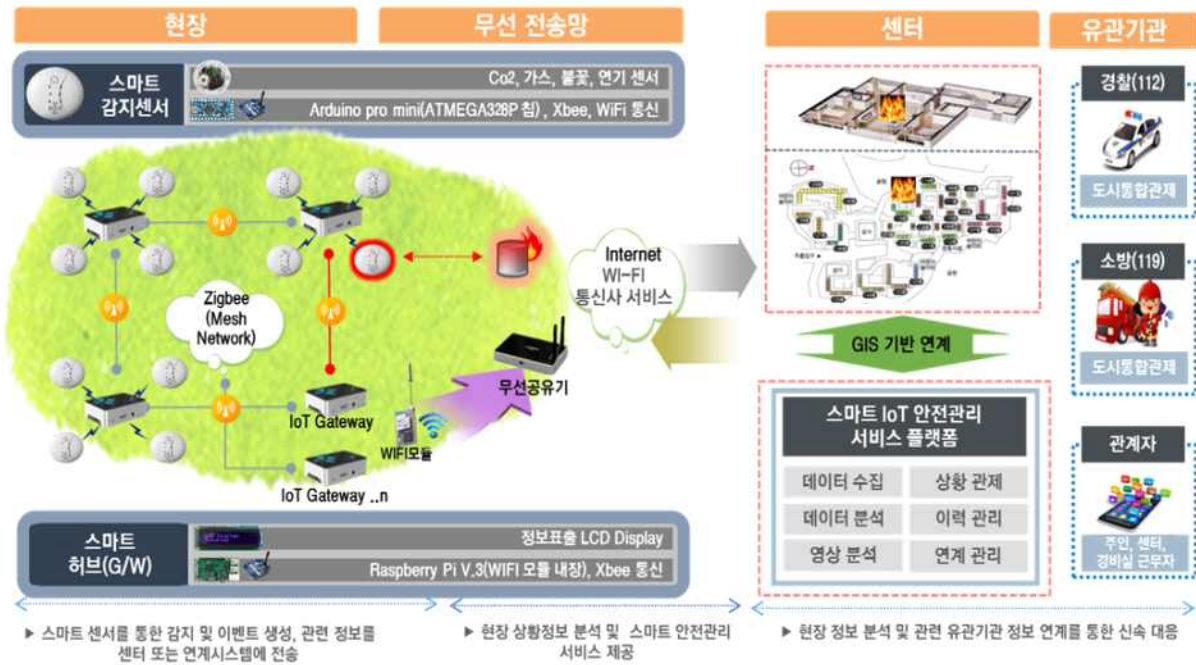 현장
무선 전송망
센터
유관기관
스마트
감지센서
Co2, 가스, 불꽃, 연기 센서
Arduino pro mini(ATMEGA328P 칩) , Xbee, WiFi 통신
Zigbee
(Mesh
Network)
IoT Gateway
IoT Gateway ..n
WIFI모듈
무선공유기
Internet
WI-FI
통신사 서비스
스마트
허브(G/W)
정보표출 LCD Display
Raspberry Pi V.3(WIFI 모듈 내장), Xbee 통신
GIS 기반 연계
스마트 IoT 안전관리
서비스 플랫폼
데이터 수집
상황 관제
데이터 분석
이력 관리
영상 분석
연계 관리
경찰(112)
도시통합관제
소방(119)
도시통합관제
관계자
주인, 센터,
경비실 근무자
▶ 스마트 센서를 통한 감지 및 이벤트 생성, 관련 정보를
센터 또는 연계시스템에 전송
▶ 현장 상황정보 분석 및 스마트 안전관리
서비스 제공
▶ 현장 정보 분석 및 관련 유관기관 정보 연계를 통한 신속 대응